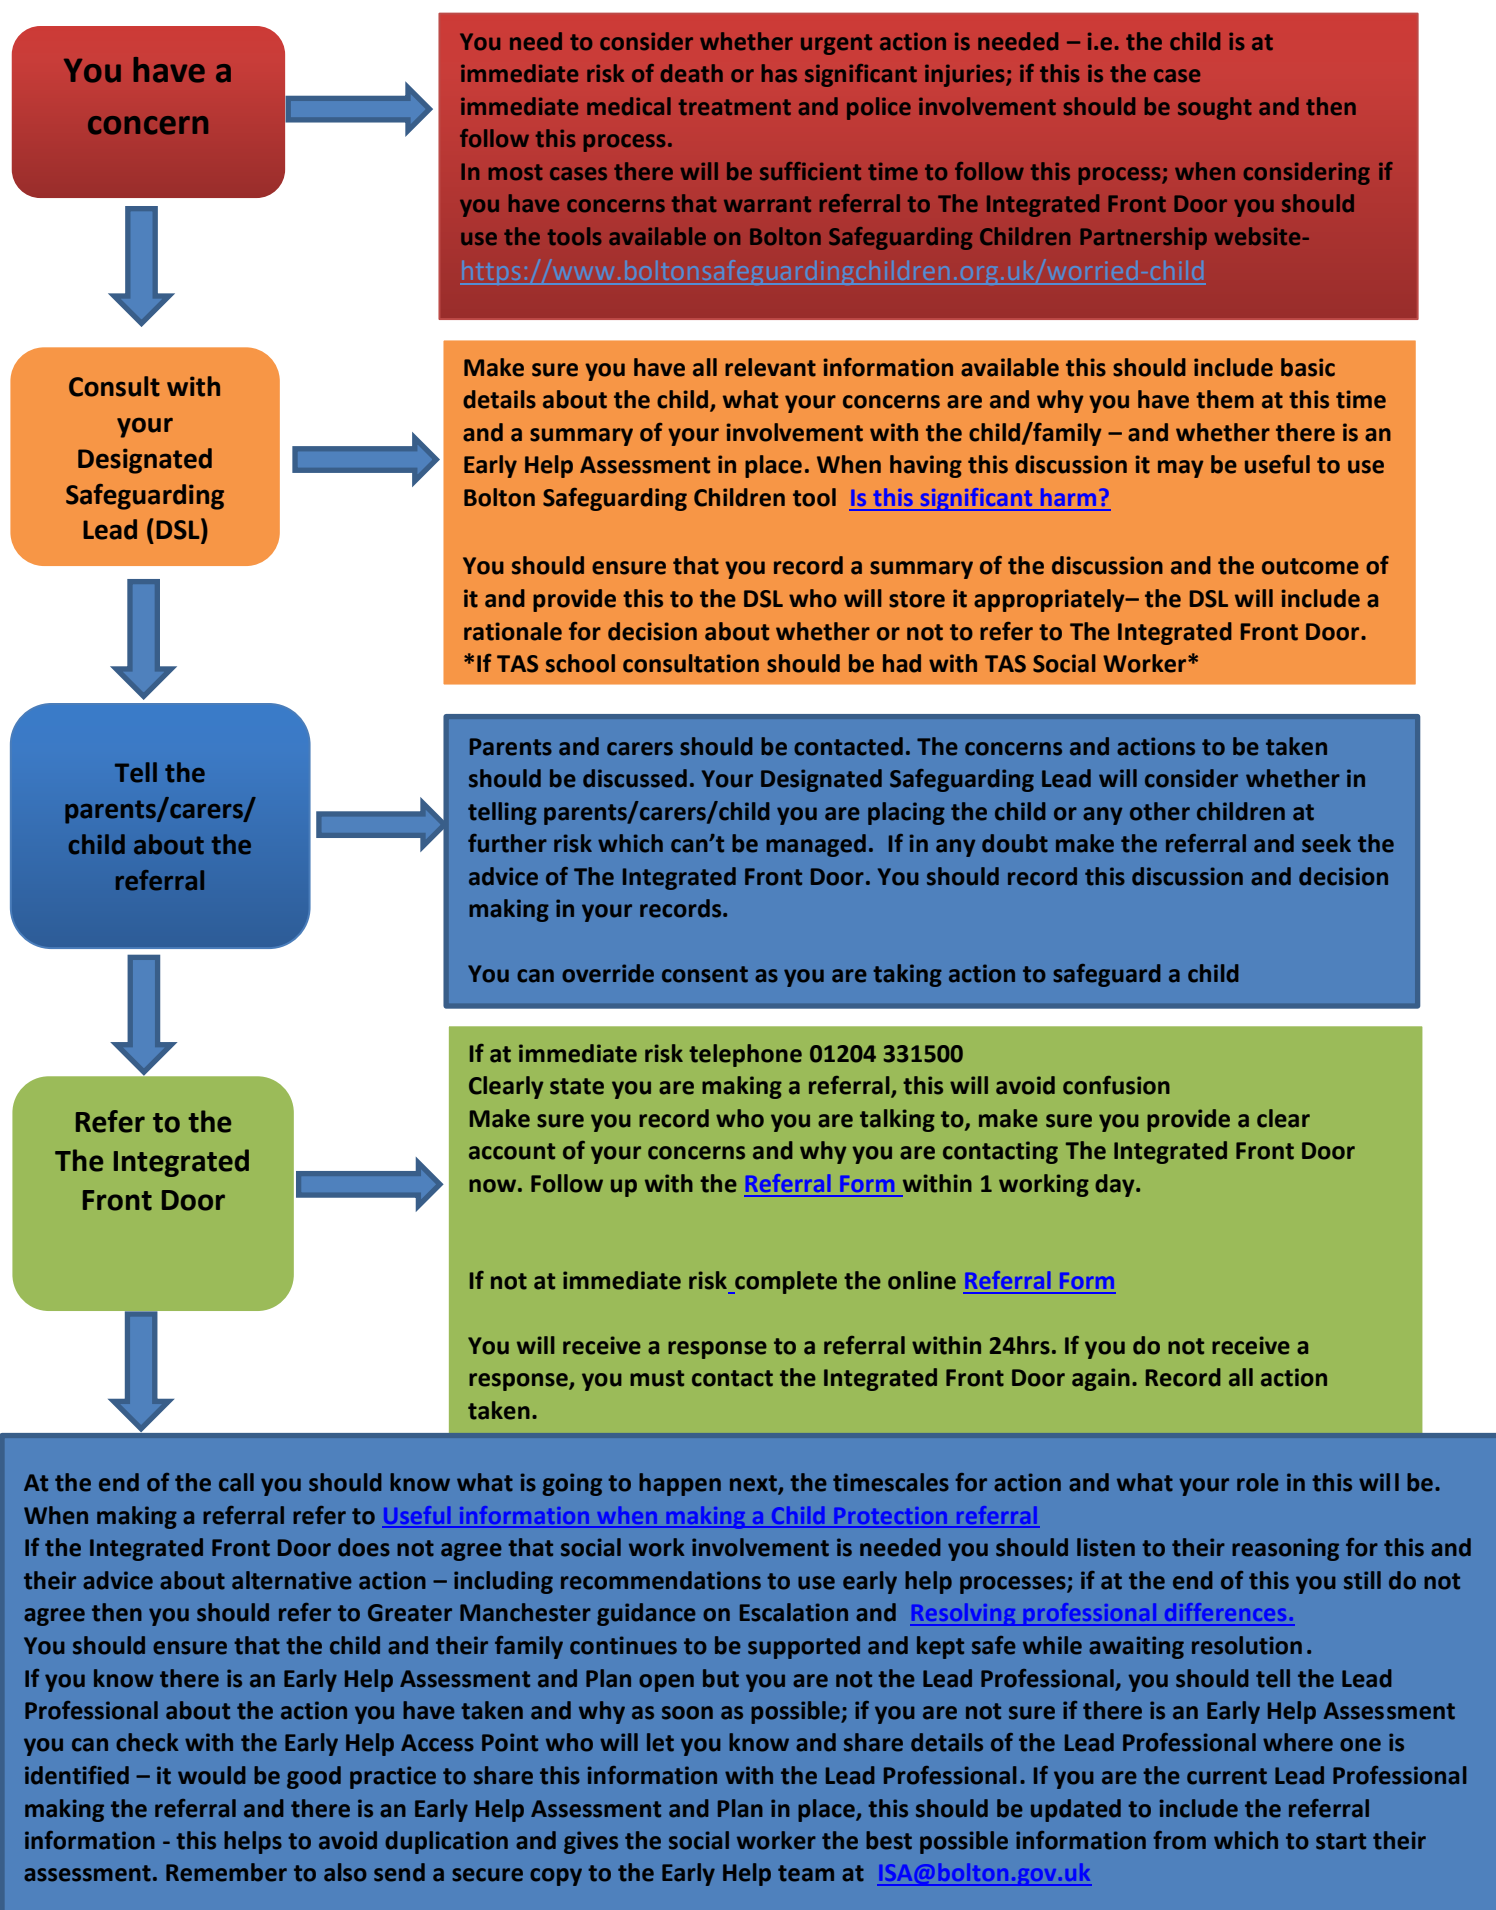 You have a
concern
You need to consider whether urgent action is needed – i.e. the child is at
immediate risk of death or has significant injuries; if this is the case
immediate medical treatment and police involvement should be sought and then
follow this process.
In most cases there will be sufficient time to follow this process; when considering if
you have concerns that warrant referral to The Integrated Front Door you should
use the tools available on Bolton Safeguarding Children Partnership website-
https://www.boltonsafeguardingchildren.org.uk/worried-child
Consult with
your
Designated
Safeguarding
Lead (DSL)
Make sure you have all relevant information available this should include basic
details about the child, what your concerns are and why you have them at this time
and a summary of your involvement with the child/family – and whether there is an
Early Help Assessment in place. When having this discussion it may be useful to use
Bolton Safeguarding Children tool Is this significant harm?
You should ensure that you record a summary of the discussion and the outcome of
it and provide this to the DSL who will store it appropriately– the DSL will include a
rationale for decision about whether or not to refer to The Integrated Front Door.
*If TAS school consultation should be had with TAS Social Worker*
Tell the
parents/carers/
child about the
referral
Parents and carers should be contacted. The concerns and actions to be taken
should be discussed. Your Designated Safeguarding Lead will consider whether in
telling parents/carers/child you are placing the child or any other children at
further risk which can’t be managed. If in any doubt make the referral and seek the
advice of The Integrated Front Door. You should record this discussion and decision
making in your records.
You can override consent as you are taking action to safeguard a child
Refer to the
The Integrated
Front Door
If at immediate risk telephone 01204 331500
Clearly state you are making a referral, this will avoid confusion
Make sure you record who you are talking to, make sure you provide a clear
account of your concerns and why you are contacting The Integrated Front Door
now. Follow up with the Referral Form within 1 working day.
If not at immediate risk complete the online Referral Form
You will receive a response to a referral within 24hrs. If you do not receive a
response, you must contact the Integrated Front Door again. Record all action
taken.
At the end of the call you should know what is going to happen next, the timescales for action and what your role in this will be.
When making a referral refer to Useful information when making a Child Protection referral
If the Integrated Front Door does not agree that social work involvement is needed you should listen to their reasoning for this and
their advice about alternative action – including recommendations to use early help processes; if at the end of this you still do not
agree then you should refer to Greater Manchester guidance on Escalation and Resolving professional differences.
You should ensure that the child and their family continues to be supported and kept safe while awaiting resolution.
If you know there is an Early Help Assessment and Plan open but you are not the Lead Professional, you should tell the Lead
Professional about the action you have taken and why as soon as possible; if you are not sure if there is an Early Help Assessment
you can check with the Early Help Access Point who will let you know and share details of the Lead Professional where one is
identified – it would be good practice to share this information with the Lead Professional. If you are the current Lead Professional
making the referral and there is an Early Help Assessment and Plan in place, this should be updated to include the referral
information - this helps to avoid duplication and gives the social worker the best possible information from which to start their
assessment. Remember to also send a secure copy to the Early Help team at ISA@bolton.gov.uk